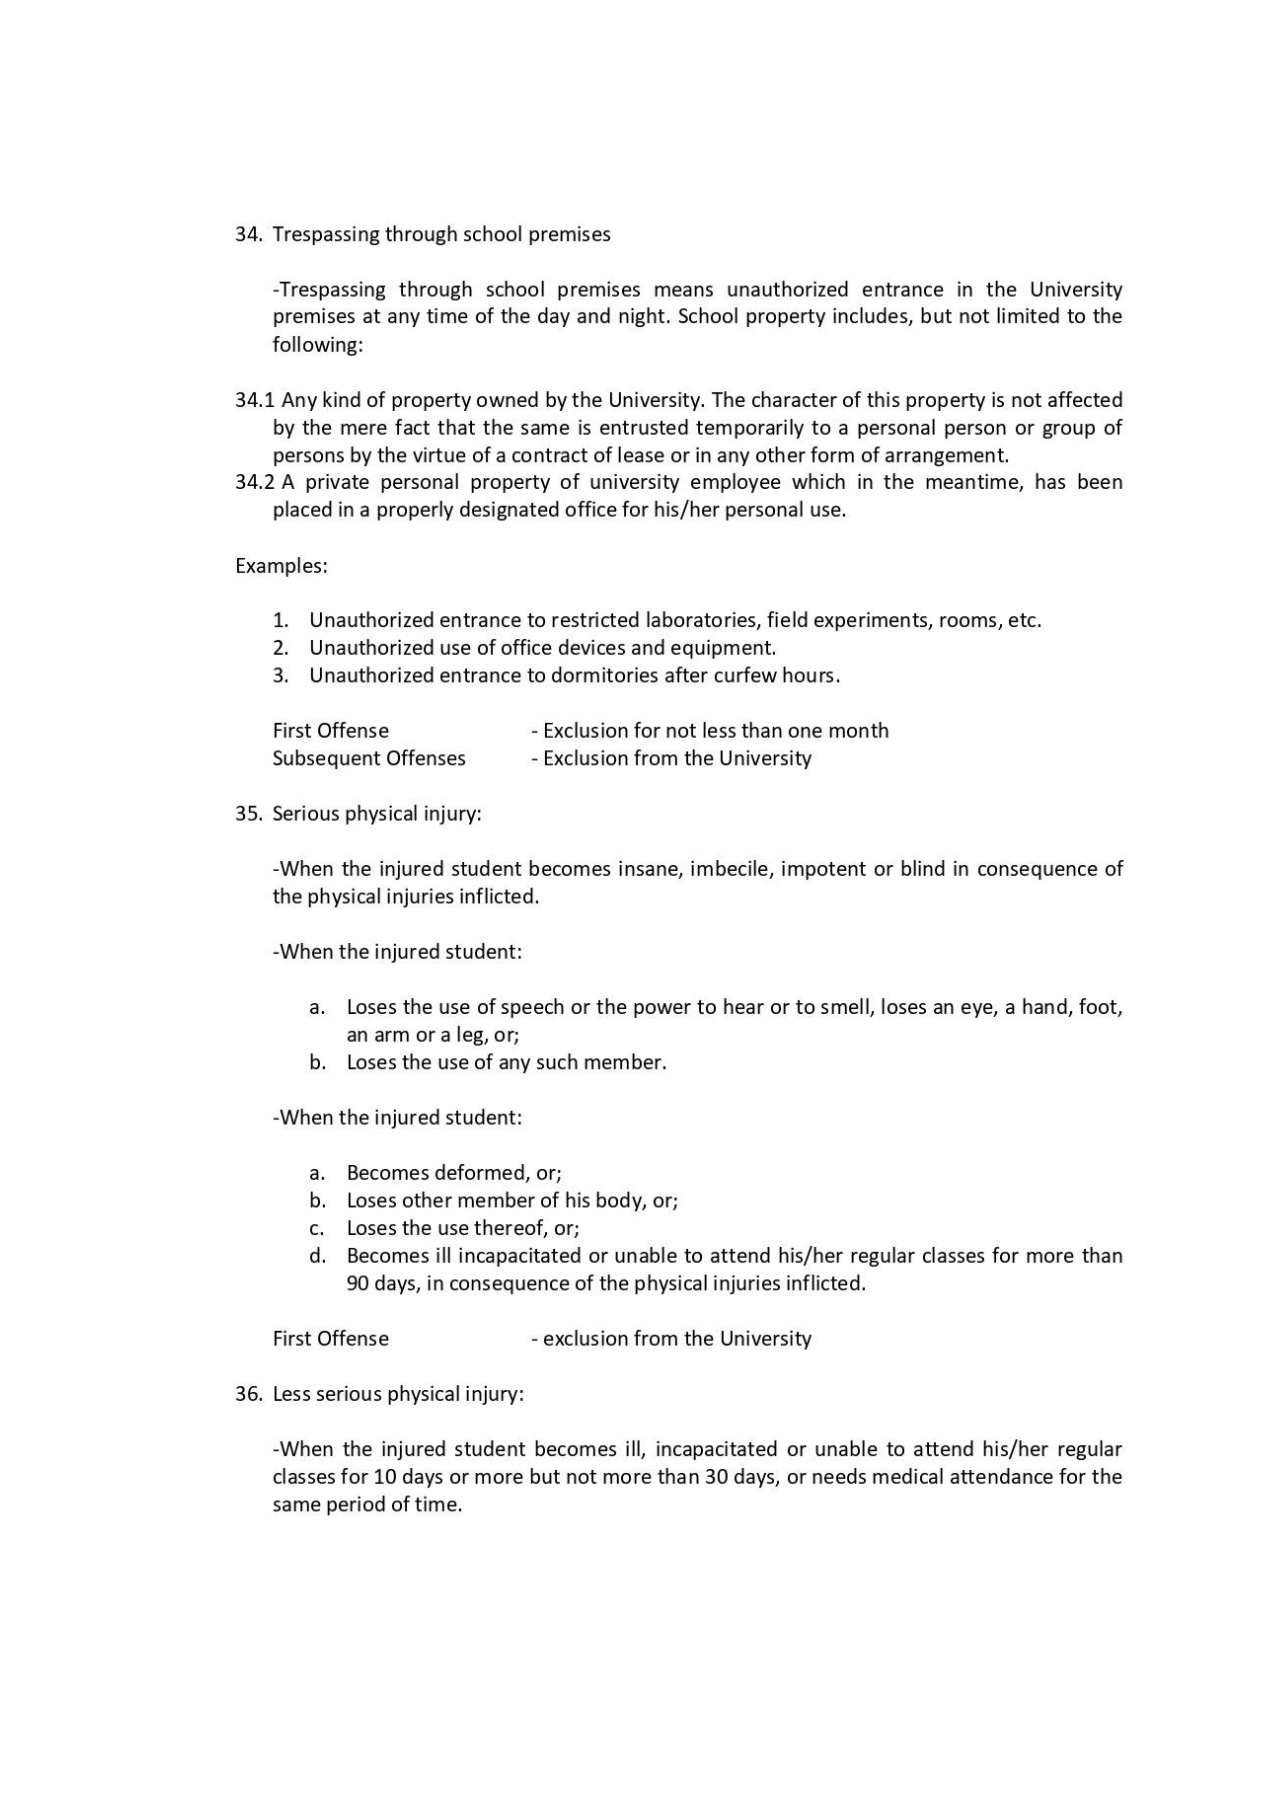 34. Trespassing through school premises
-Trespassing through school premises means unauthorized entrance in the University
premises at any time of the day and night. School property includes, but not limited to the
following:
34.1 Any kind of property owned by the University. The character of this property is not affected
by the mere fact that the same is entrusted temporarily to a personal person or group of
persons by the virtue of a contract of lease or in any other form of arrangement.
34.2 A private personal property of university employee which in the meantime, has been
placed in a properly designated office for his/her personal use.
Examples:
1. Unauthorized entrance to restricted laboratories, field experiments, rooms, etc.
2. Unauthorized use of office devices and equipment.
3. Unauthorized entrance to dormitories after curfew hours.
First Offense - Exclusion for not less than one month
Subsequent Offenses - Exclusion from the University
35. Serious physical injury:
-When the injured student becomes insane, imbecile, impotent or blind in consequence of
the physical injuries inflicted.
-When the injured student:
a. Loses the use of speech or the power to hear or to smell, loses an eye, a hand, foot,
an arm or a leg, or;
b. Loses the use of any such member.
-When the injured student:
a. Becomes deformed, or;
b. Loses other member of his body, or;
c. Loses the use thereof, or;
d. Becomes ill incapacitated or unable to attend his/her regular classes for more than
90 days, in consequence of the physical injuries inflicted.
First Offense - exclusion from the University
36. Less serious physical injury:
-When the injured student becomes ill, incapacitated or unable to attend his/her regular
classes for 10 days or more but not more than 30 days, or needs medical attendance for the
same period of time.